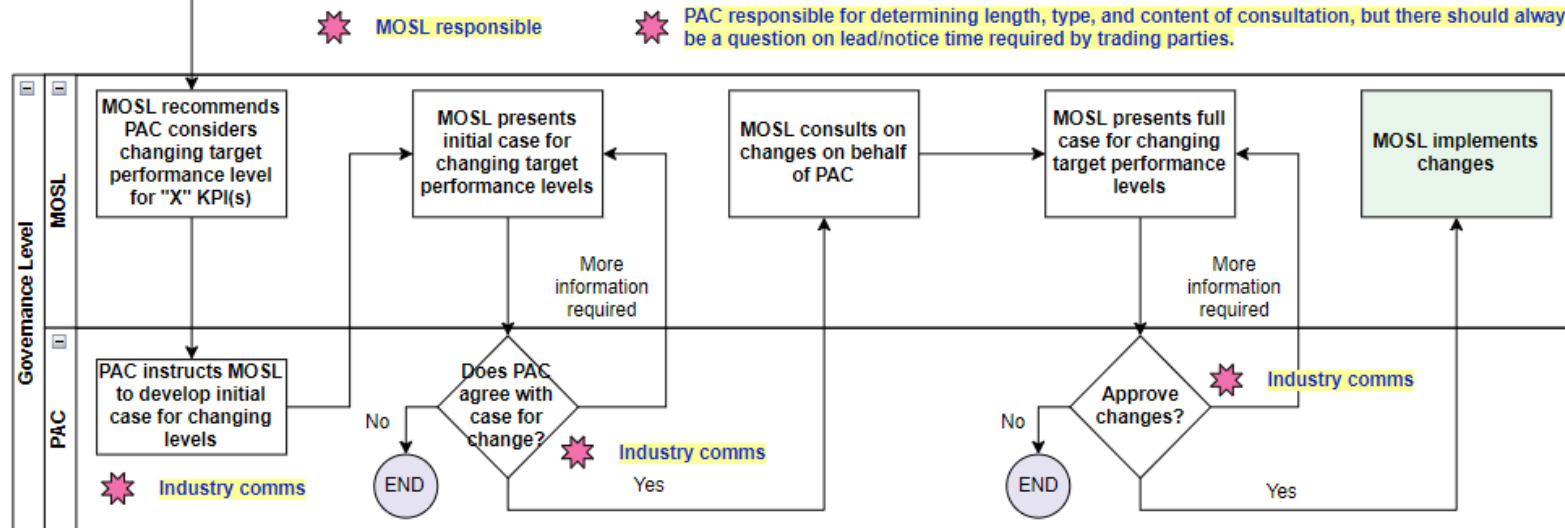 MOSL responsible
PAC responsible for determining length, type, and content of consultation, but there should alway
be a question on lead/notice time required by trading parties.
Governance Level
MOSL
MOSL recommends
PAC considers
changing target
performance level
for "X" KPI(s)
MOSL presents
initial case for
changing target
performance levels
MOSL consults on
changes on behalf
of PAC
MOSL presents full
case for changing
target performance
levels
MOSL implements
changes
More
information
required
More
information
required
PAC
PAC instructs MOSL
to develop initial
case for changing
levels
Does PAC
agree with
case for
change?
Approve
changes?
Industry comms
No
No
Industry comms
Industry comms
END
END
Yes
Yes